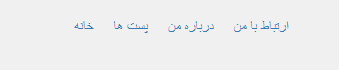 خانه   پست ها   درباره من   ارتباط با من